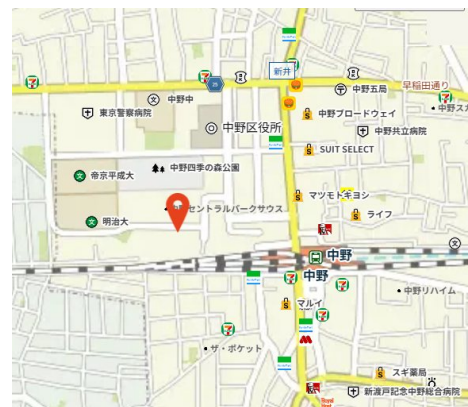 新井
早稲田通り
中野五局
中野中
東京警察病院
中野ブロードウェイ
中野区役所
中野共立病院
SUIT SELECT
中野四季の森公園
帝京平成大
マツモトキヨシ
セントラルパークサウス...
ライフ
明治大
中野
中野
中野リハイム
マルイ
ザ・ポケット
スギ薬局
新渡戸記念中野総合病院